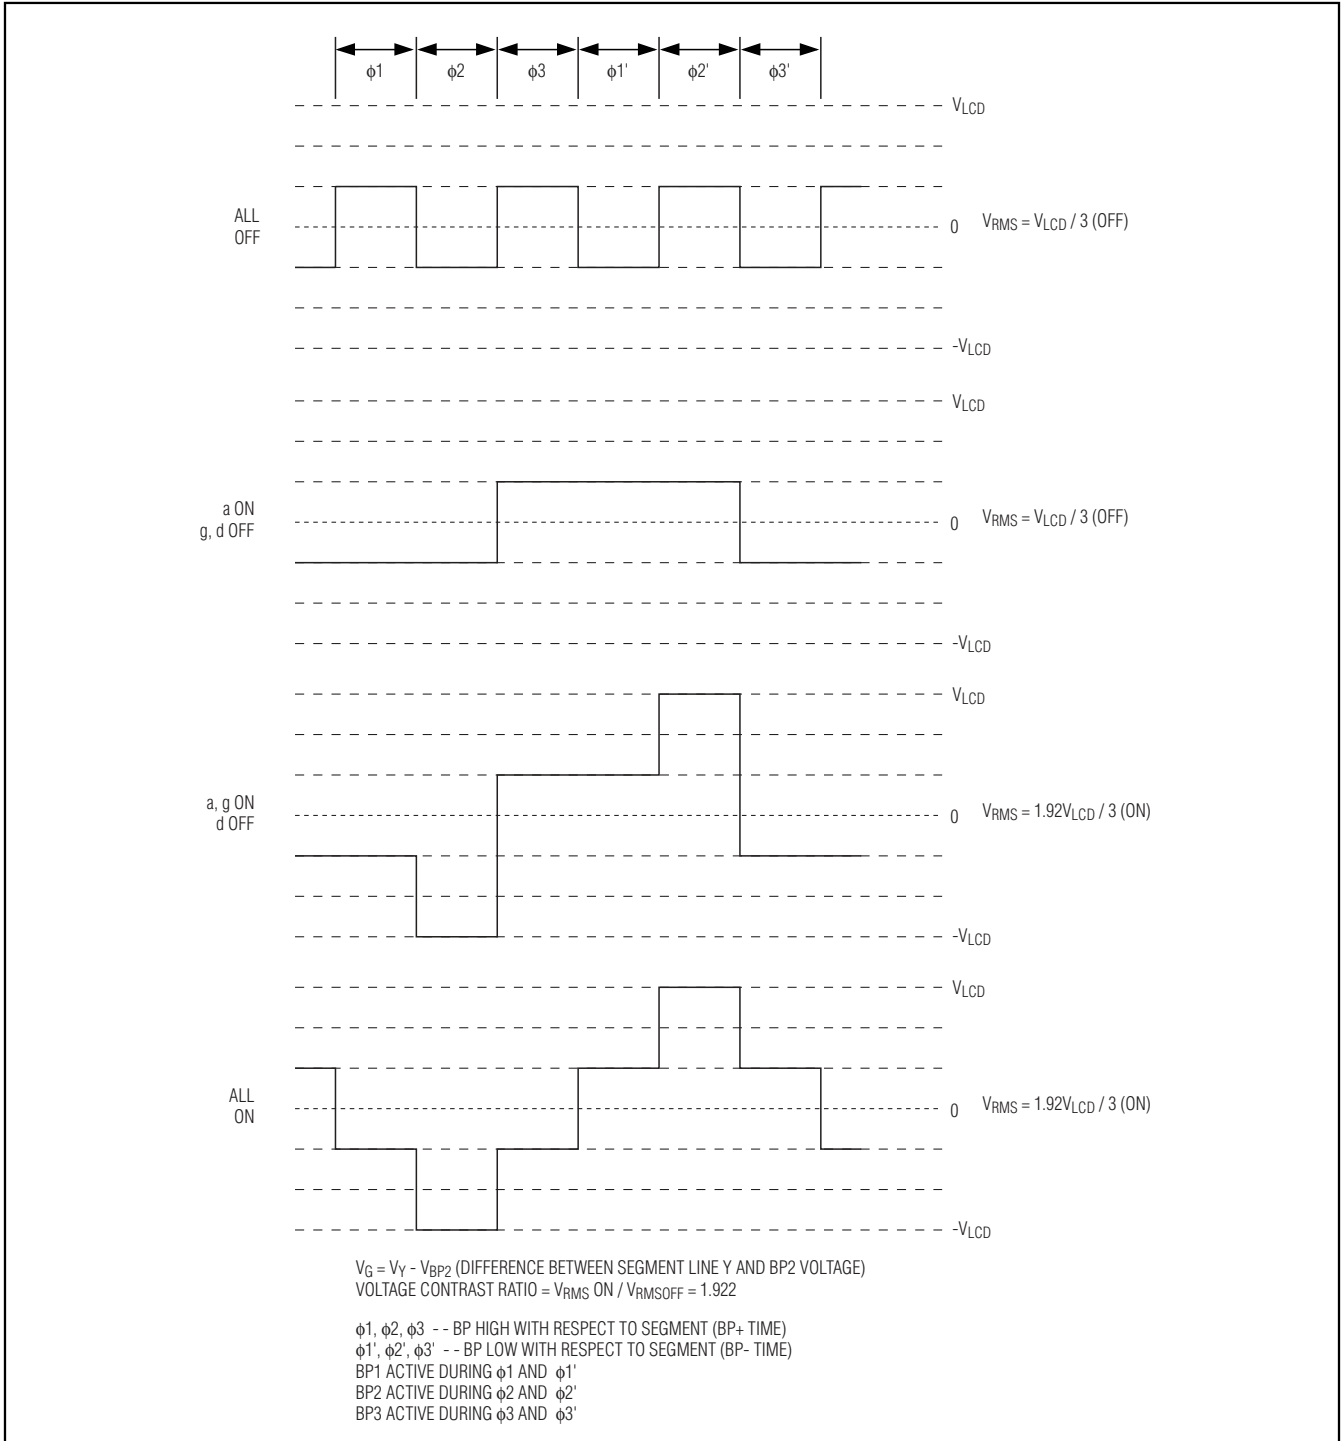 ϕ1 ϕ2 ϕ3 ϕ1' ϕ2' ϕ3'
VLCD
ALL
OFF
0 VRMS = VLCD / 3 (OFF)
-VLCD
VLCD
a ON
g, d OFF
0 VRMS = VLCD / 3 (OFF)
-VLCD
VLCD
a, g ON
d OFF
0 VRMS = 1.92VLCD / 3 (ON)
-VLCD
VLCD
ALL
ON
0 VRMS = 1.92VLCD / 3 (ON)
-VLCD
VG = VY - VBP2 (DIFFERENCE BETWEEN SEGMENT LINE Y AND BP2 VOLTAGE)
VOLTAGE CONTRAST RATIO = VRMS ON / VRMSOFF = 1.922
ϕ1, ϕ2, ϕ3 - - BP HIGH WITH RESPECT TO SEGMENT (BP+ TIME)
ϕ1', ϕ2', ϕ3' - - BP LOW WITH RESPECT TO SEGMENT (BP- TIME)
BP1 ACTIVE DURING ϕ1 AND ϕ1'
BP2 ACTIVE DURING ϕ2 AND ϕ2'
BP3 ACTIVE DURING ϕ3 AND ϕ3'